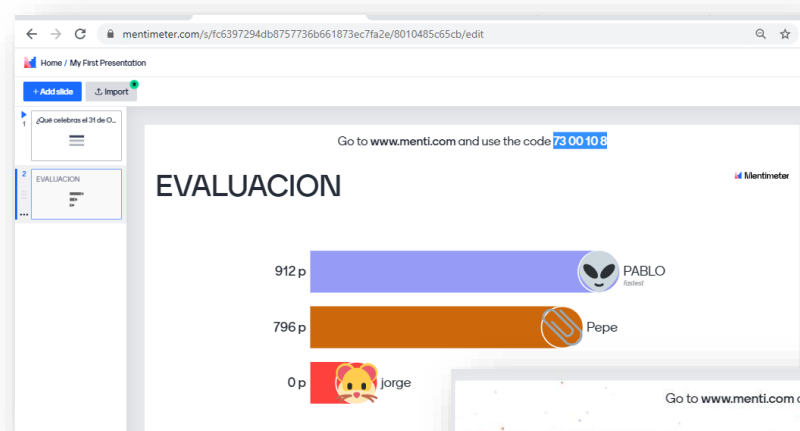 mentimeter.com/s/fc6397294db8757736b661873ec7fa2e/8010485c65cb/edit
Home / My First Presentation
+ Add slide
Import
1
¿Qué celebras el 31 de O...
2
EVALUACION
Go to www.menti.com and use the code 73 00 10 8
EVALUACION
Mentimeter
912 p
PABLO
fastest
796 p
Pepe
0 p
jorge
Go to www.menti.com